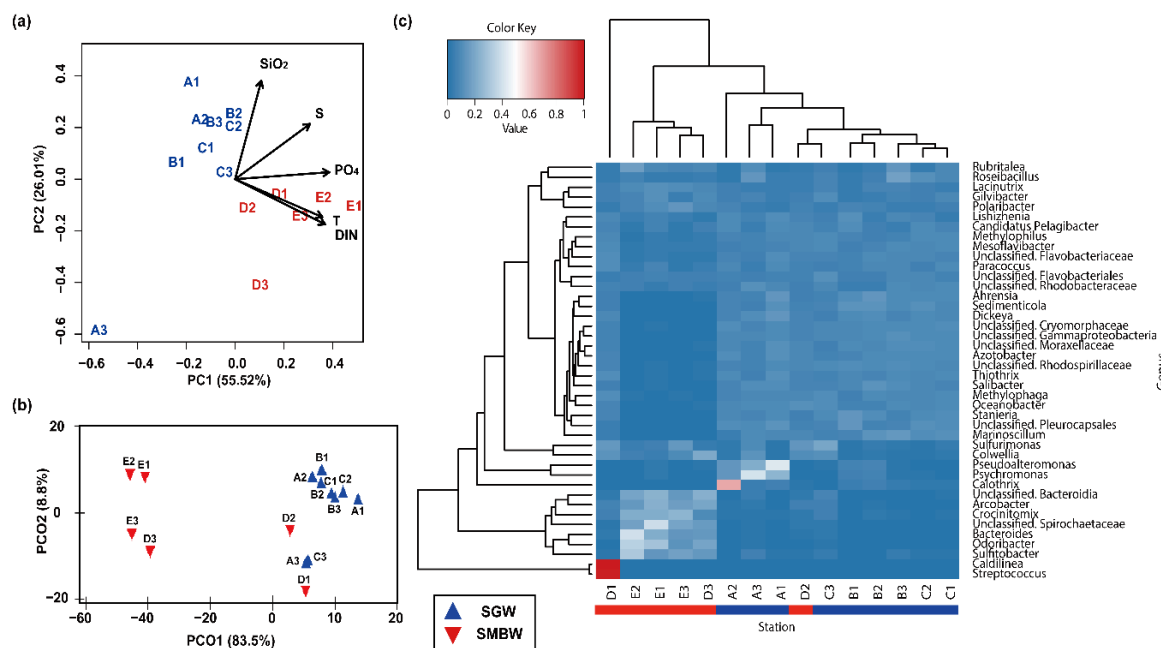 (a)
0.4
0.2
0.0
−0.2
−0.4
−0.6
PC2 (26.01%)
A1
A2
B3
B2
C2
C1
B1
C3
A3
D1
D2
E2
E1
E3
D3
SiO2
S
PO4
T
DIN
−0.6
−0.4
−0.2
0.0
0.2
0.4
PC1 (55.52%)
(b)
20
0
−20
PCO2 (8.8%)
E2
E1
E3
D3
B1
A2
C1
C2
B2
B3
A1
D2
A3
C3
D1
−60
−40
−20
0
10
20
PCO1 (83.5%)
SGW
SMBW
(c)
Color Key
0
0.2
0.4
0.6
0.8
1
Value
Rubritalea
Roseibacillus
Lacinutrix
Gilvibacter
Polaribacter
Lishizhenia
Candidatus Pelagibacter
Methylophilus
Mesoflavibacter
Unclassified. Flavobacteriaceae
Paracoccus
Unclassified. Flavobacteriales
Unclassified. Rhodobacteraceae
Ahrensia
Sedimenticola
Dickeya
Unclassified. Cryomorphaceae
Unclassified. Gammaproteobacteria
Unclassified. Moraxellaceae
Azotobacter
Unclassified. Rhodospirillaceae
Thiothrix
Salibacter
Methylophaga
Oceanobacter
Stanieria
Unclassified. Pleurocapsales
Marinoscillum
Sulfurimonas
Colwellia
Pseudoalteromonas
Psychromonas
Calothrix
Unclassified. Bacteroidia
Arcobacter
Crocinitomix
Unclassified. Spirochaetaceae
Bacteroides
Odoribacter
Sulfitobacter
Caldilinea
Streptococcus
D1
E2
E1
E3
D3
A2
A3
A1
D2
C3
B1
B2
B3
C2
C1
Station